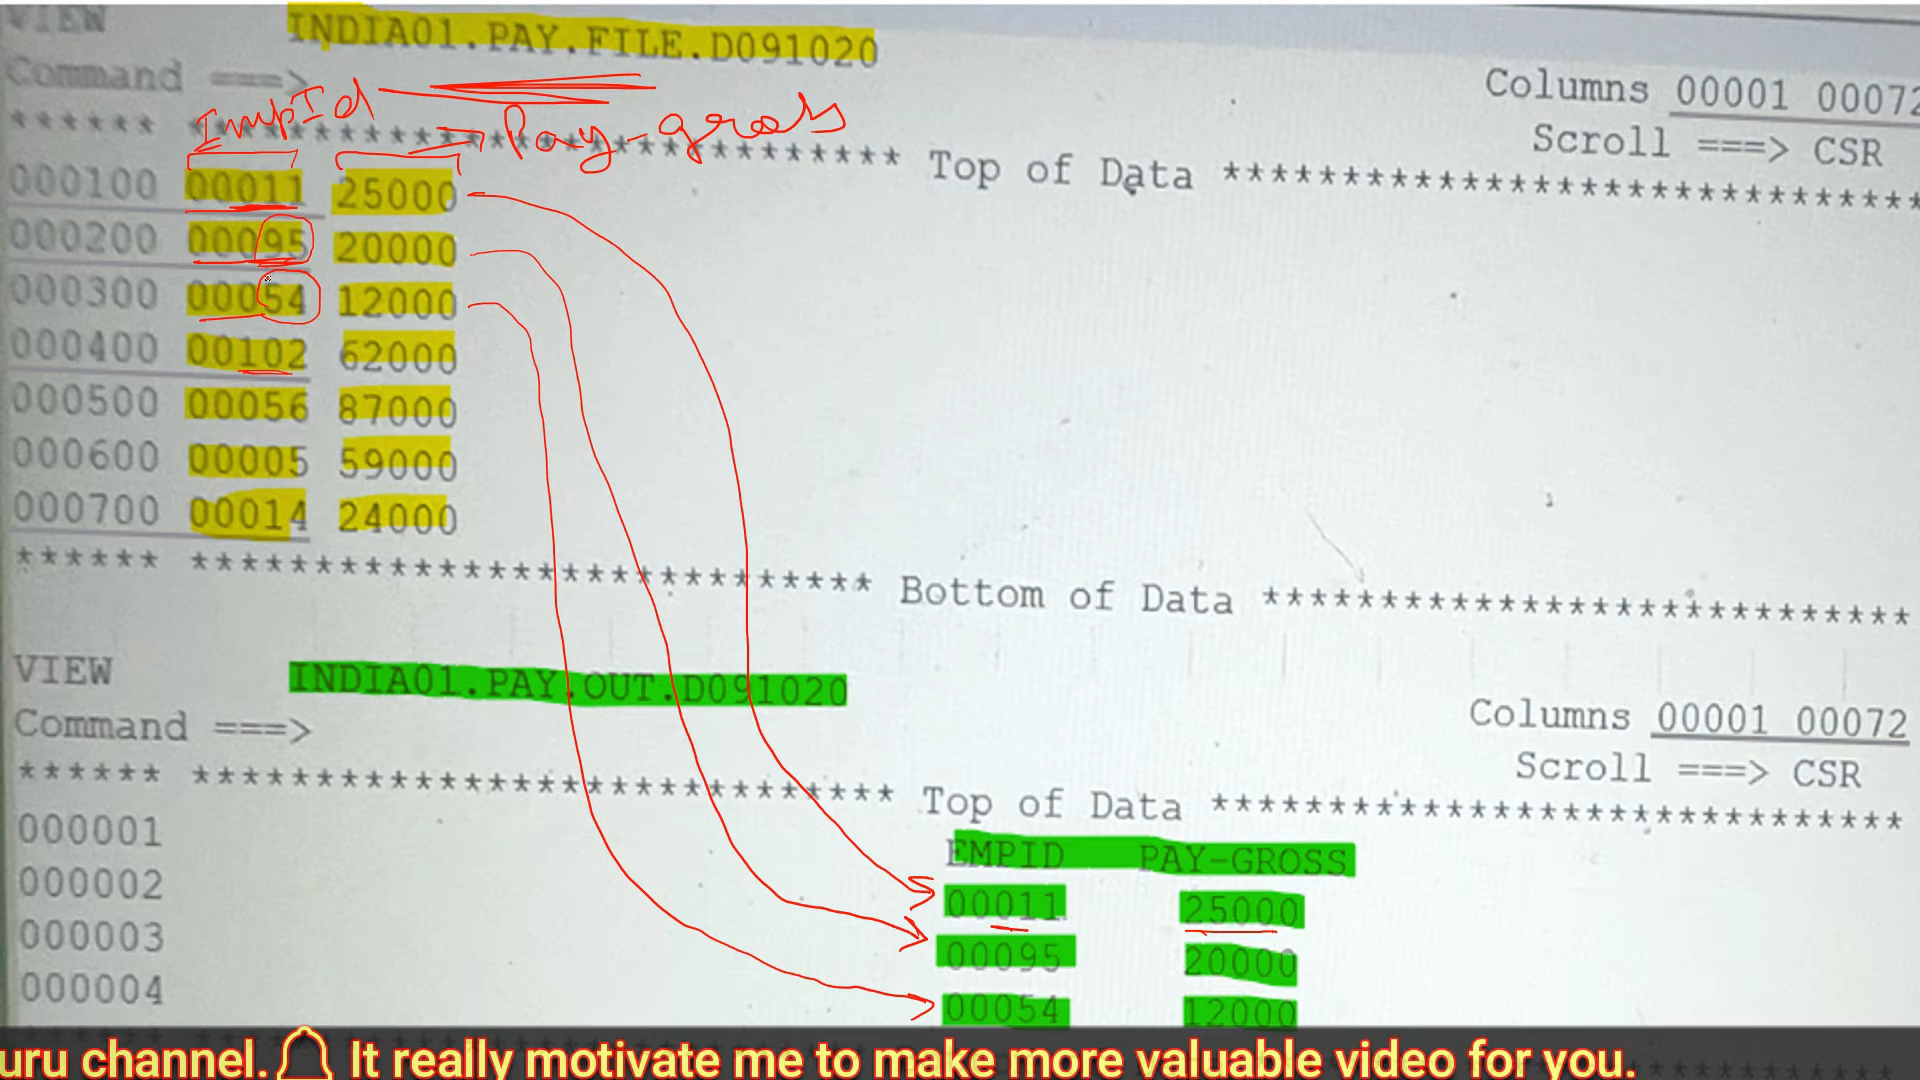 VIEW INDIA01.PAY.FILE.D091020
Command ===> Columns 00001 00072
EmpId Pay-gross
****** **************************** Top of Data ****************************
Scroll ===> CSR
000100 00011 25000
000200 00095 20000
000300 00054 12000
000400 00102 62000
000500 00056 87000
000600 00005 59000
000700 00014 24000
****** **************************** Bottom of Data ****************************
VIEW INDIA01.PAY.OUT.D091020
Command ===> Columns 00001 00072
Scroll ===> CSR
****** **************************** Top of Data ****************************
000001 EMPID PAY-GROSS
000002 00011 25000
000003 00095 20000
000004 00054 12000
uru channel. It really motivate me to make more valuable video for you.